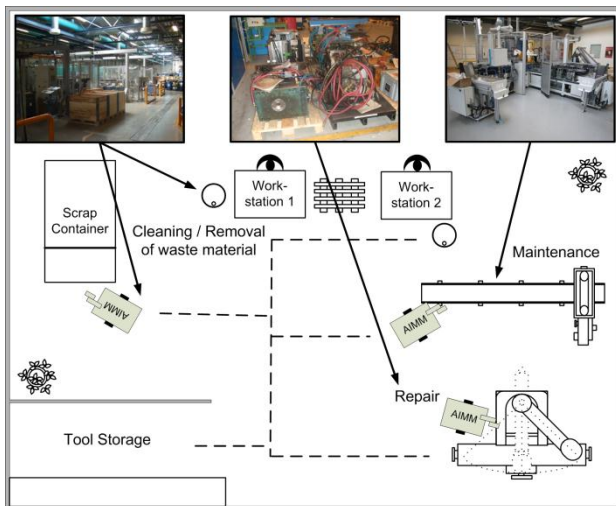 Work-
station 1
Work-
station 2
Scrap
Container
Cleaning / Removal
of waste material
Maintenance
AIMM
AIMM
Repair
AIMM
Tool Storage